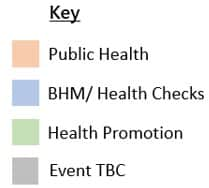 Key
Public Health
BHM/ Health Checks
Health Promotion
Event TBC